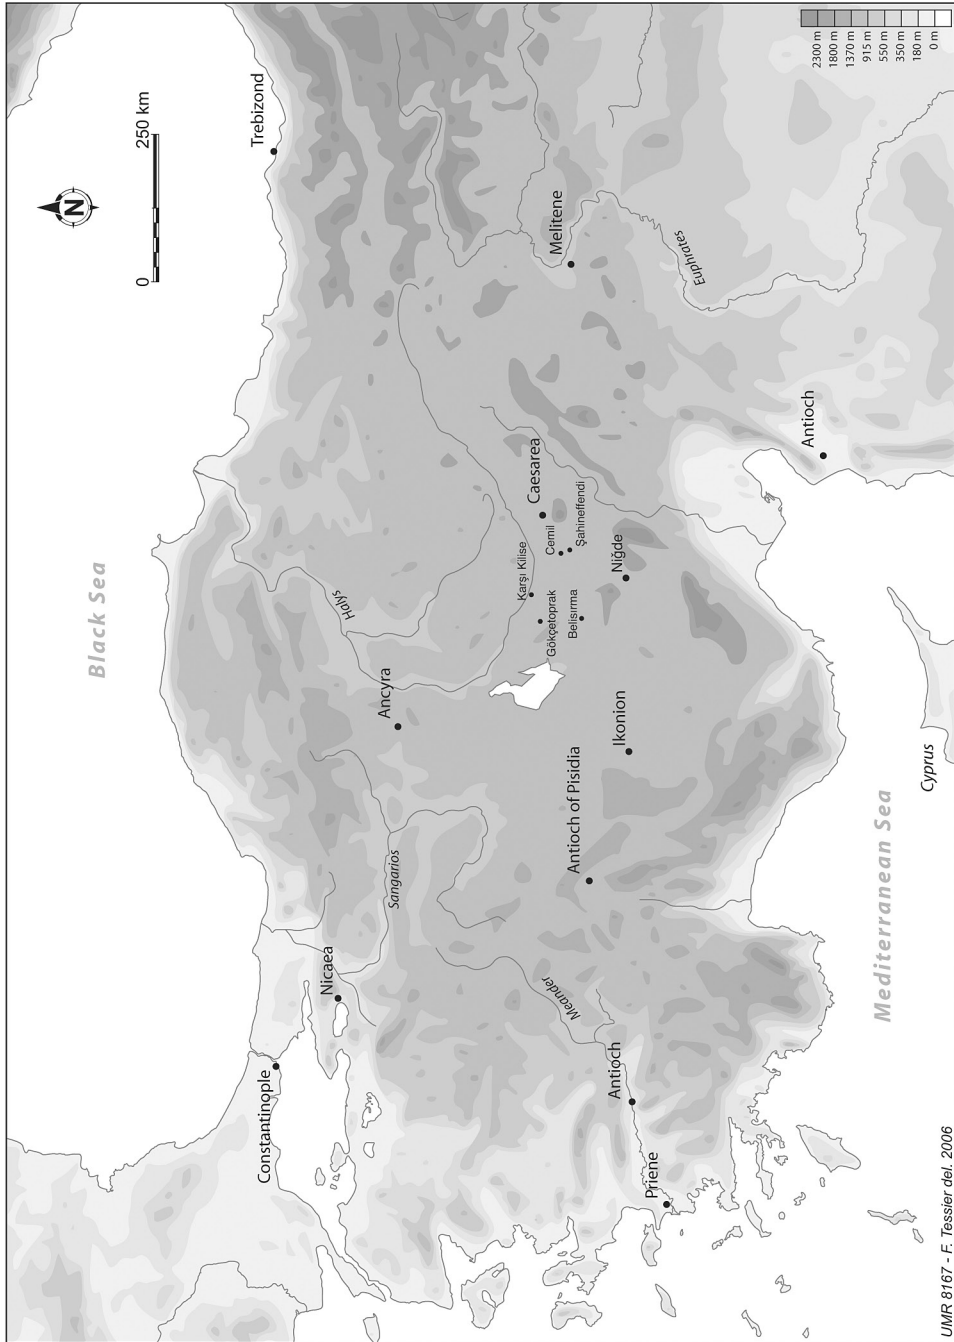 Black Sea
N
0
250 km
2300 m
1800 m
1370 m
915 m
550 m
350 m
180 m
0 m
Trebizond
Constantinople
Nicaea
Sangarios
Ancyra
Halys
Melitene
Euphrates
Caesarea
Karşı Kilise
Cemil
Şahineffendi
Gökçetoprak
Belisırma
Niğde
Ikonion
Antioch of Pisidia
Meander
Antioch
Priene
Antioch
Cyprus
Mediterranean Sea
UMR 8167 - F. Tessier del. 2006